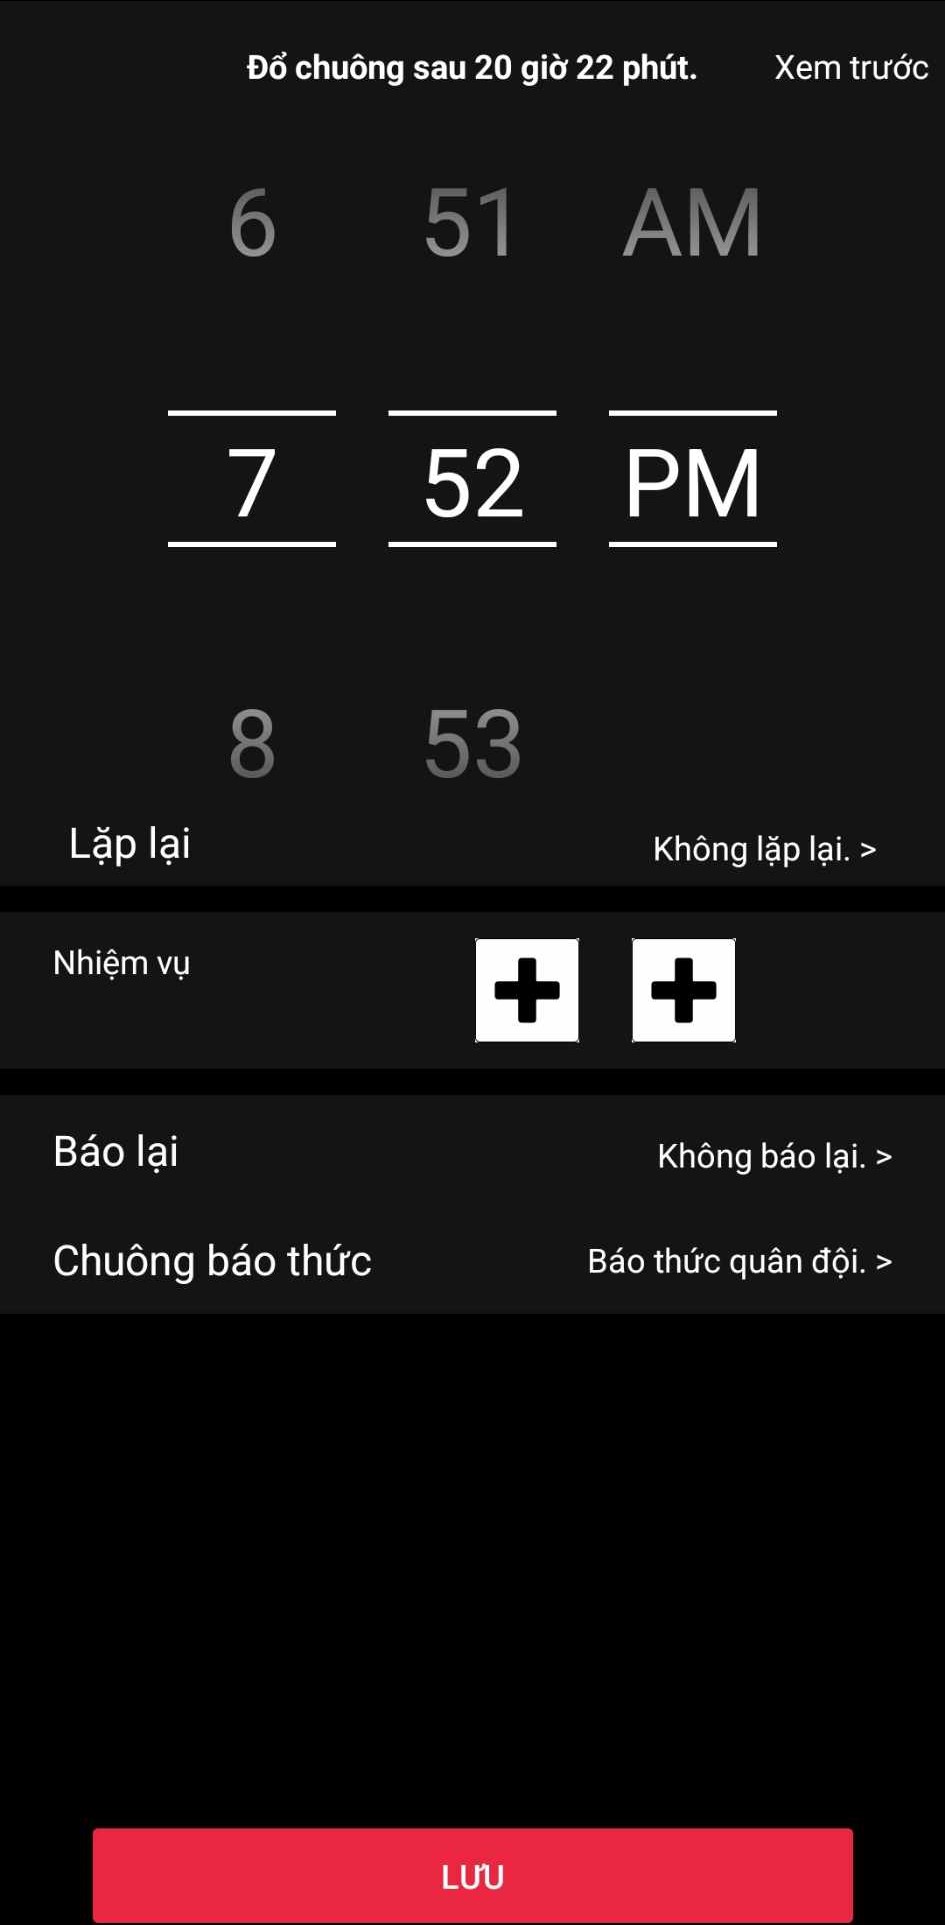 Đổ chuông sau 20 giờ 22 phút. Xem trước
6 51 AM
7 52 PM
8 53
Lặp lại Không lặp lại. >
Nhiệm vụ
Báo lại Không báo lại. >
Chuông báo thức Báo thức quân đội. >
LƯU